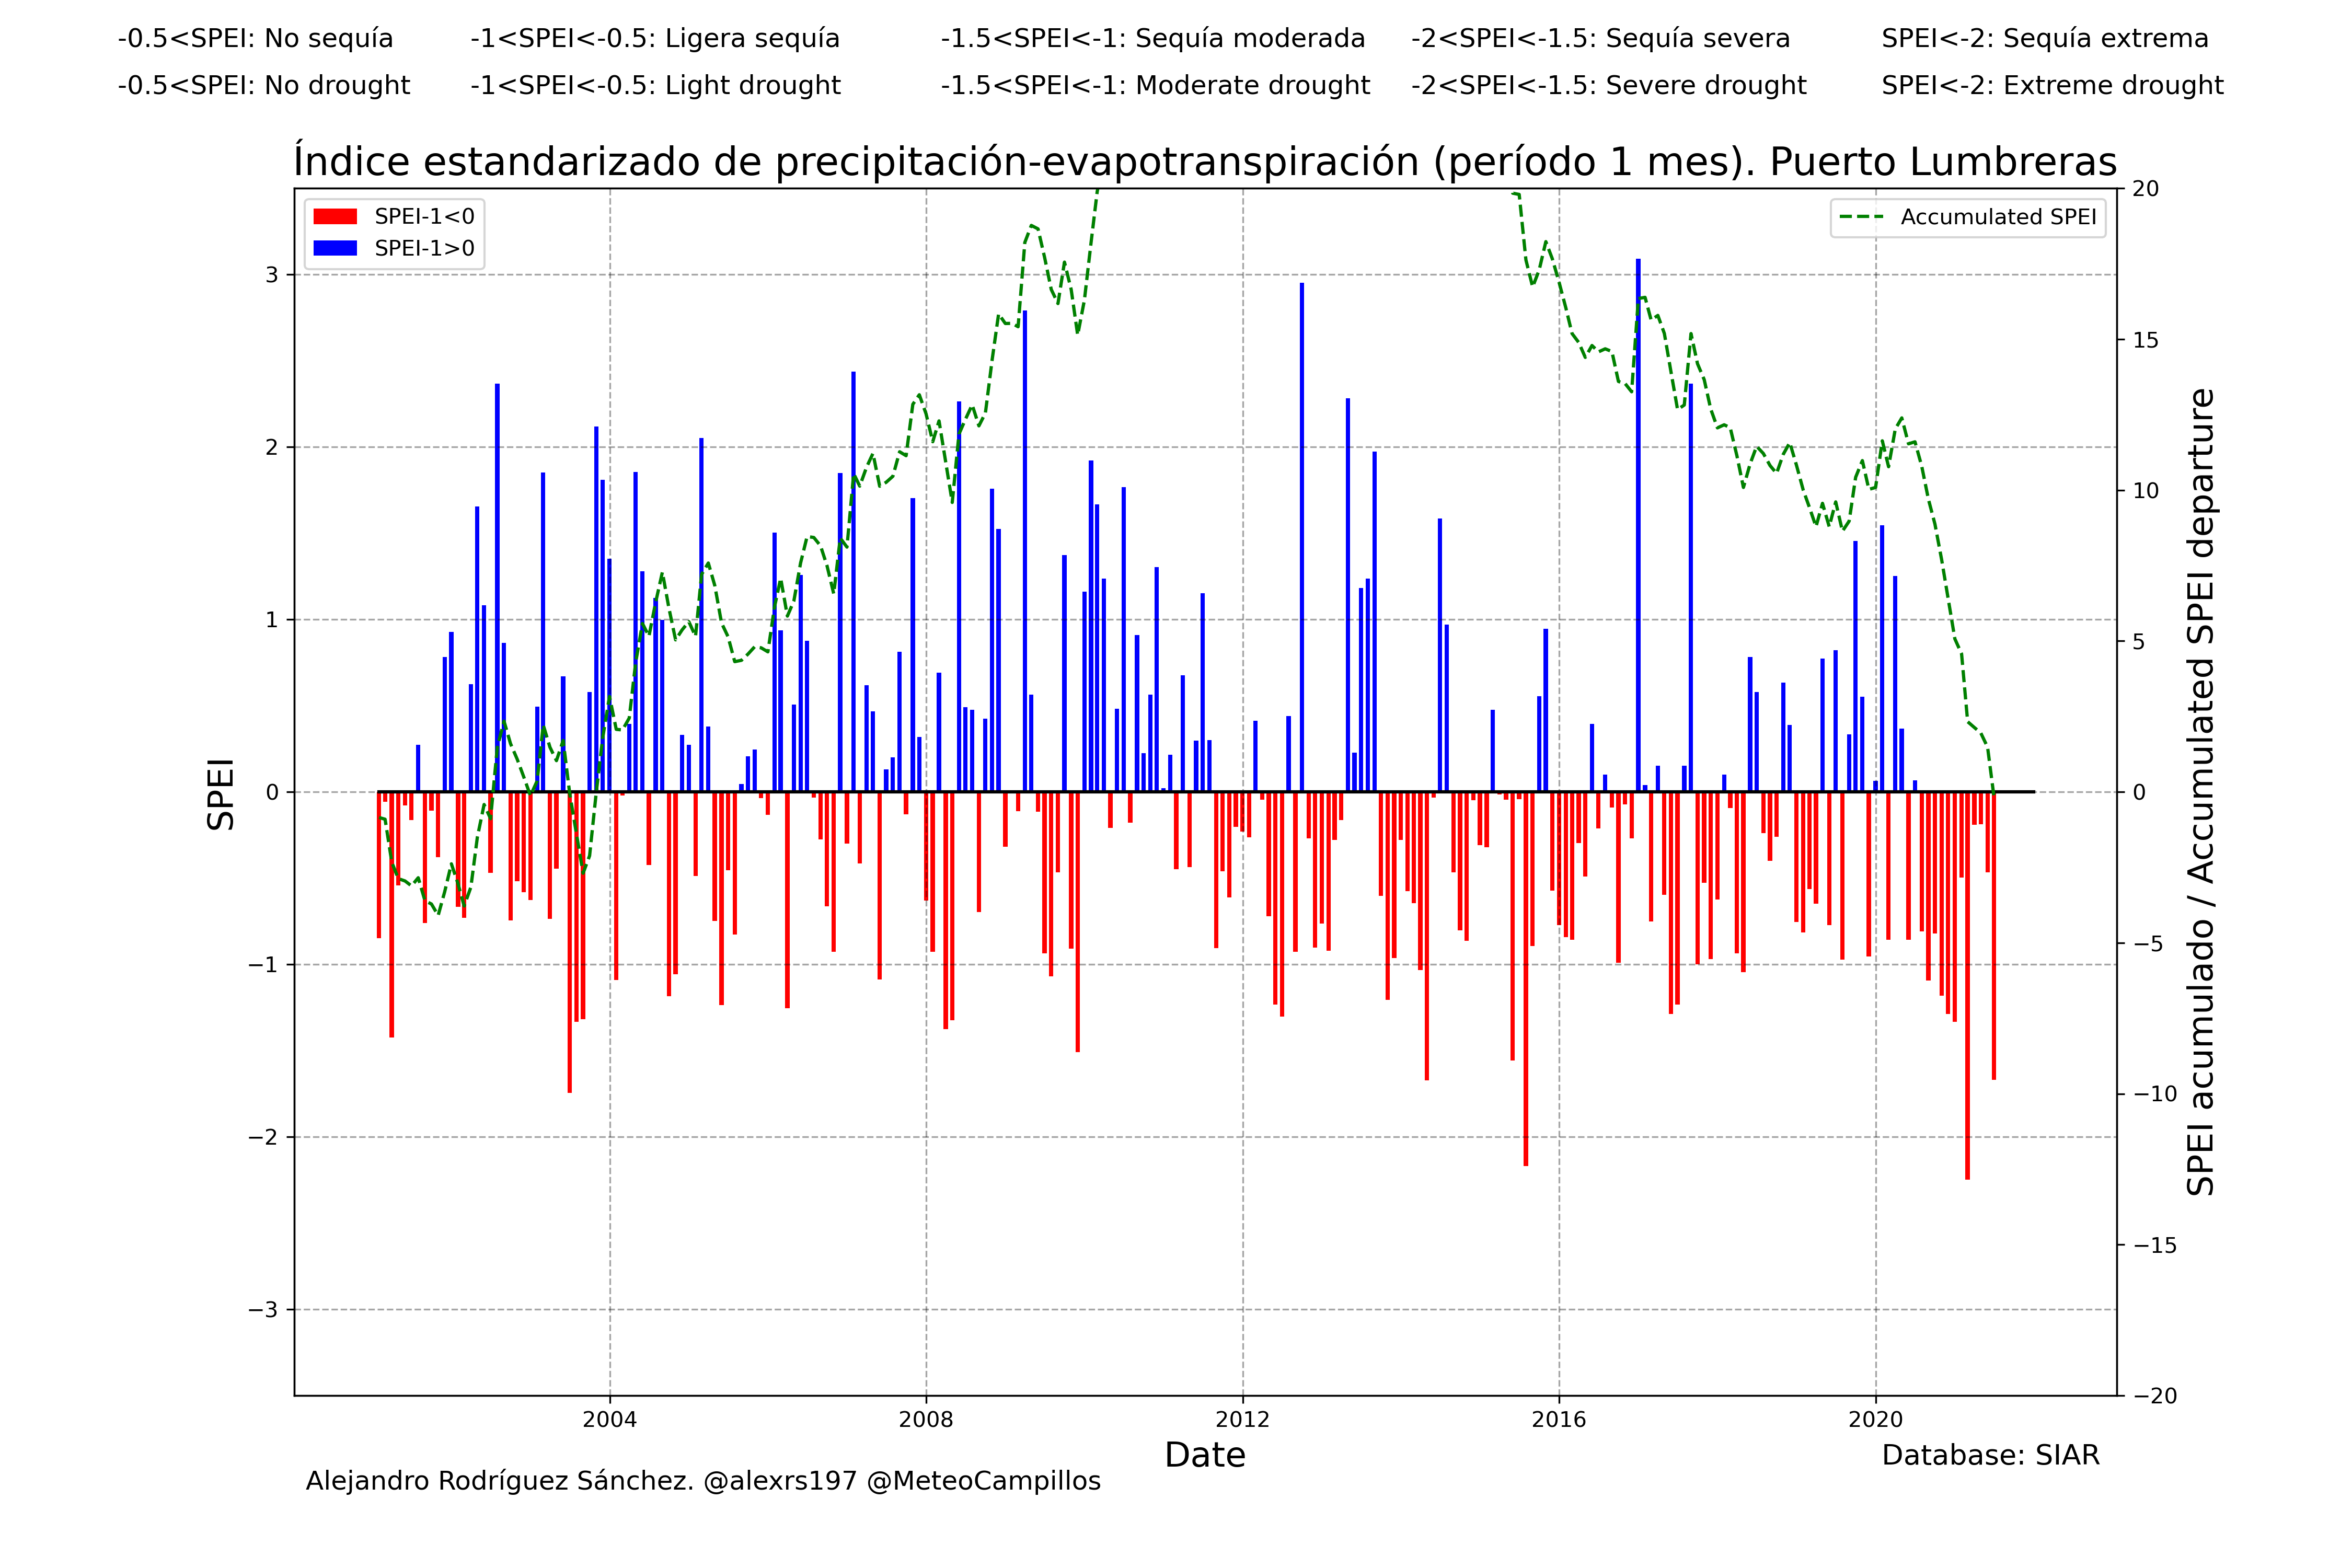 -0.5<SPEI: No sequía -1<SPEI<-0.5: Ligera sequía -1.5<SPEI<-1: Sequía moderada -2<SPEI<-1.5: Sequía severa SPEI<-2: Sequía extrema
-0.5<SPEI: No drought -1<SPEI<-0.5: Light drought -1.5<SPEI<-1: Moderate drought -2<SPEI<-1.5: Severe drought SPEI<-2: Extreme drought
Índice estandarizado de precipitación-evapotranspiración (período 1 mes). Puerto Lumbreras
SPEI-1<0
SPEI-1>0
Accumulated SPEI
SPEI
3
2
1
0
−1
−2
−3
20
15
10
5
0
−5
−10
−15
−20
SPEI acumulado / Accumulated SPEI departure
2004 2008 2012 2016 2020
Date
Database: SIAR
Alejandro Rodríguez Sánchez. @alexrs197 @MeteoCampillos